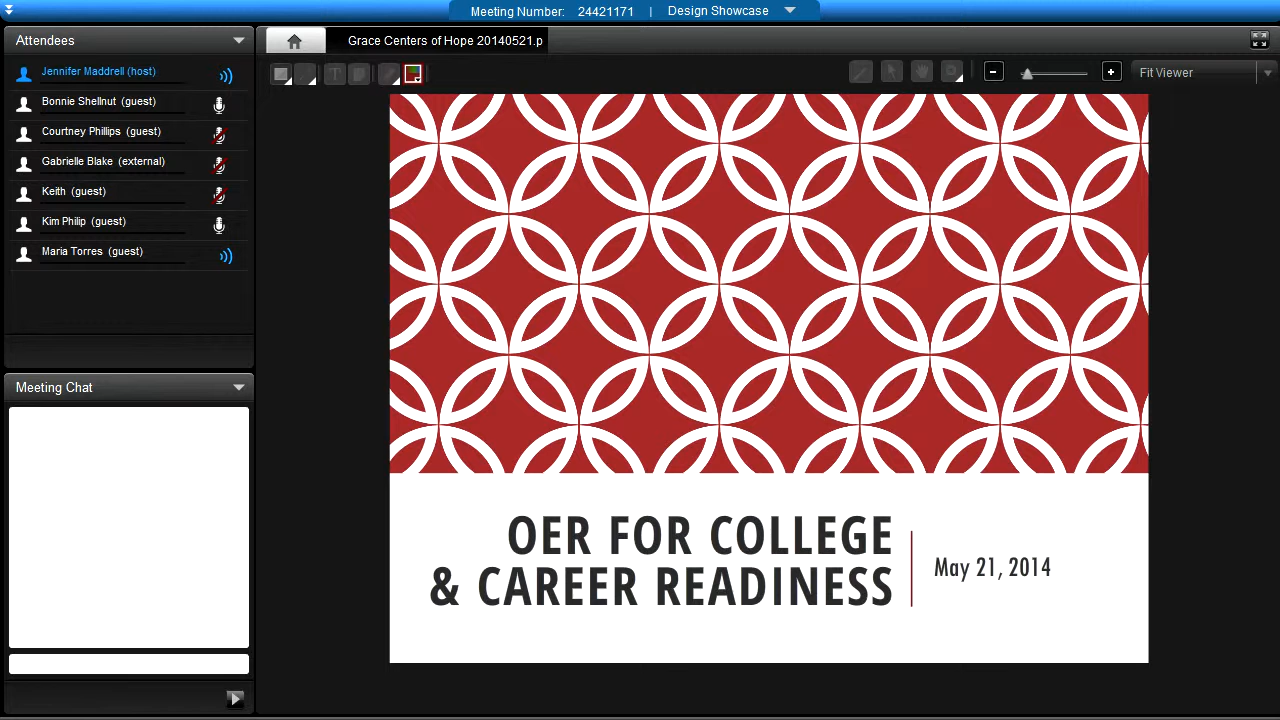 Meeting Number: 24421171 | Design Showcase
Attendees
Grace Centers of Hope 20140521.p
Jennifer Maddrell (host)
Bonnie Shellnut (guest)
Courtney Phillips (guest)
Gabrielle Blake (external)
Keith (guest)
Kim Philip (guest)
Maria Torres (guest)
T
Fit Viewer
Meeting Chat
OER FOR COLLEGE
& CAREER READINESS
May 21, 2014